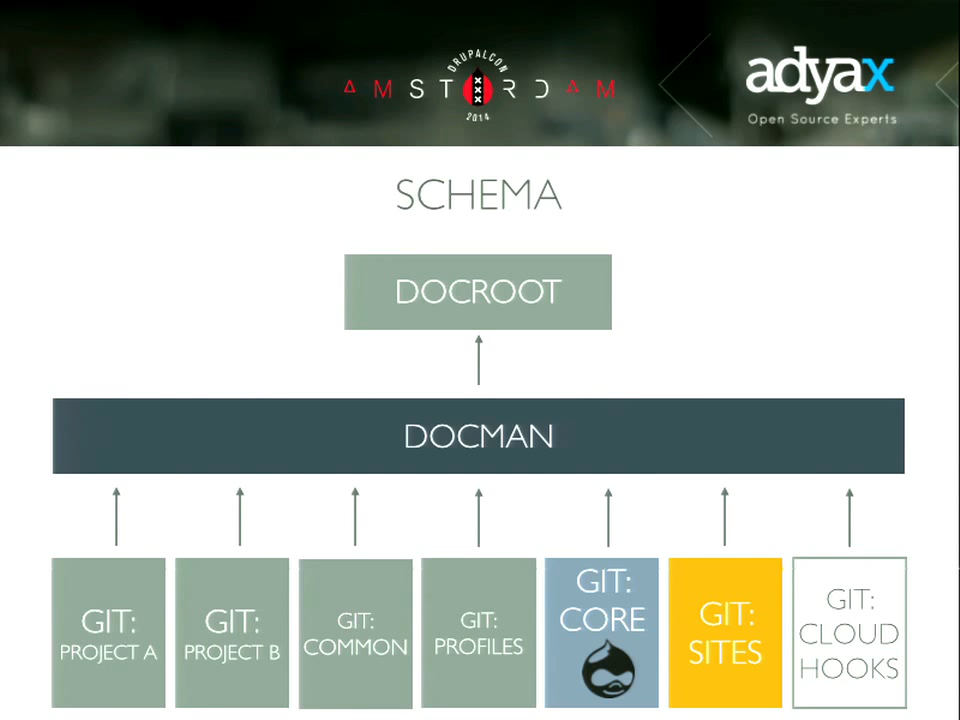 DRUPALCON
AMSTERDAM
2014
adyax
Open Source Experts
SCHEMA
DOCROOT
DOCMAN
GIT:
PROJECT A
GIT:
PROJECT B
GIT:
COMMON
GIT:
PROFILES
GIT:
CORE
GIT:
SITES
GIT:
CLOUD
HOOKS